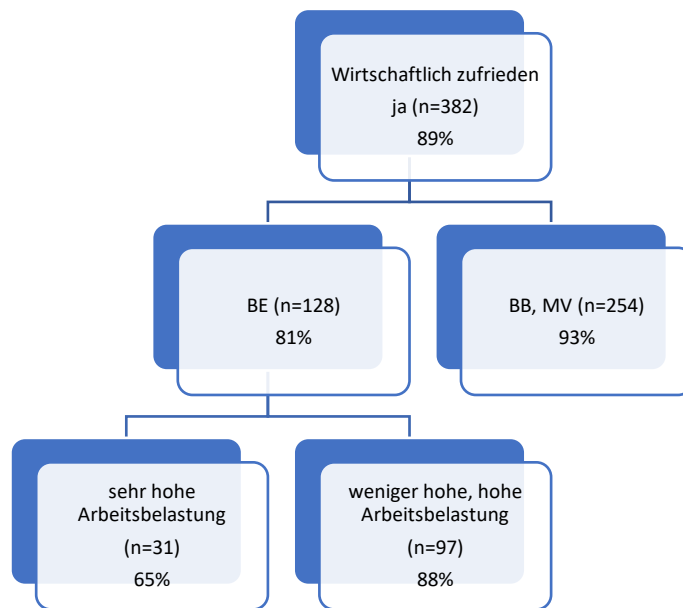 Wirtschaftlich zufrieden
ja (n=382)
89%
BE (n=128)
81%
BB, MV (n=254)
93%
sehr hohe
Arbeitsbelastung
(n=31)
65%
weniger hohe, hohe
Arbeitsbelastung
(n=97)
88%